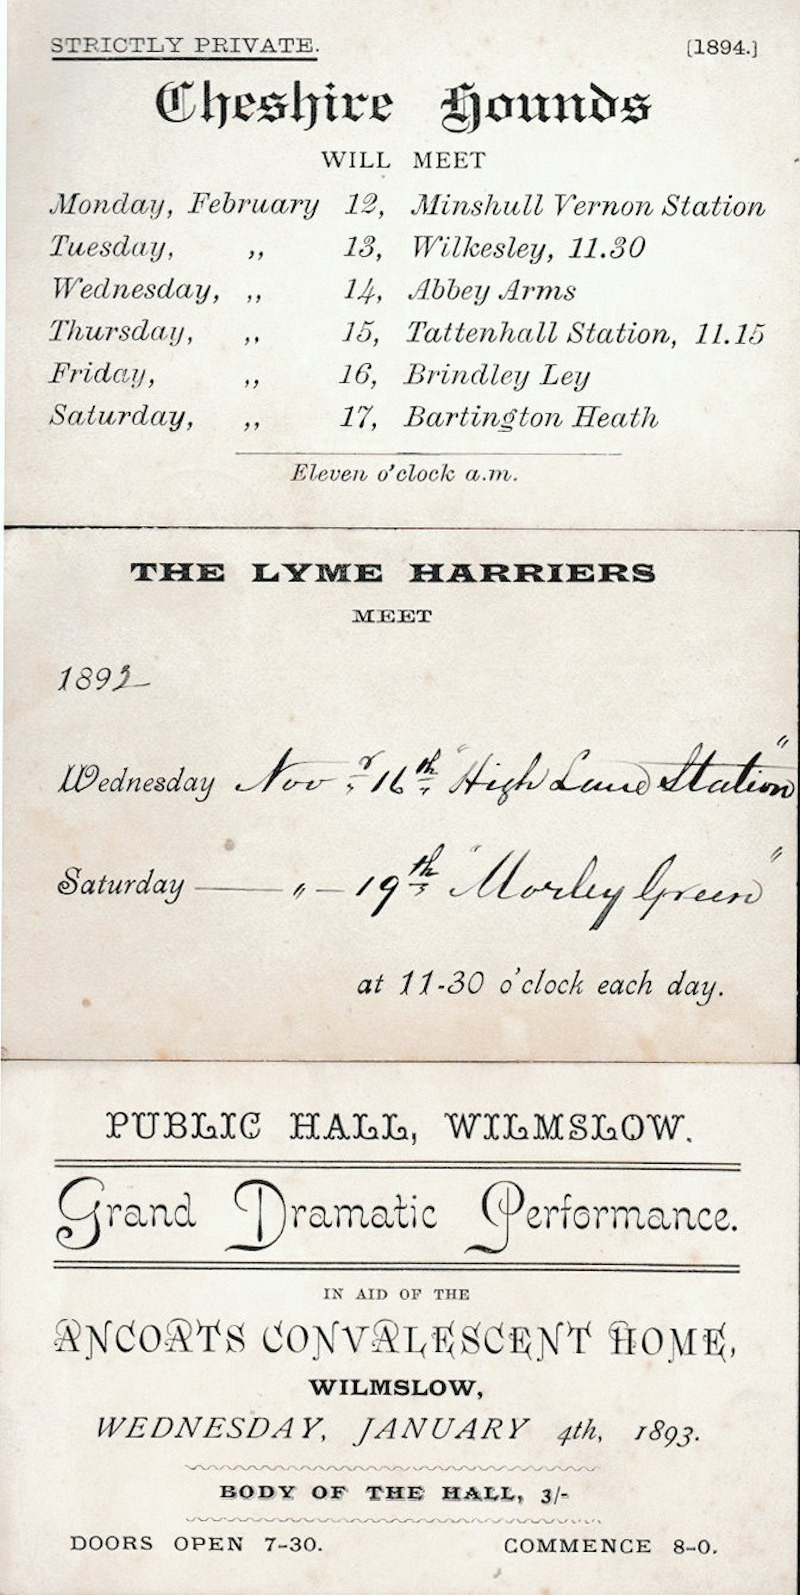 STRICTLY PRIVATE. [1894.]
Cheshire Hounds
WILL MEET
Monday, February 12, Minshull Vernon Station
Tuesday, ,, 13, Wilkesley, 11.30
Wednesday, ,, 14, Abbey Arms
Thursday, ,, 15, Tattenhall Station, 11.15
Friday, ,, 16, Brindley Ley
Saturday, ,, 17, Bartington Heath
Eleven o'clock a.m.
THE LYME HARRIERS
MEET
1892
Wednesday Novr 16th "High Lane Station"
Saturday — „ — 19th "Morley Green"
at 11-30 o'clock each day.
PUBLIC HALL, WILMSLOW.
Grand Dramatic Performance.
IN AID OF THE
ANCOATS CONVALESCENT HOME,
WILMSLOW,
WEDNESDAY, JANUARY 4th, 1893.
BODY OF THE HALL, 3/-
DOORS OPEN 7-30. COMMENCE 8-0.